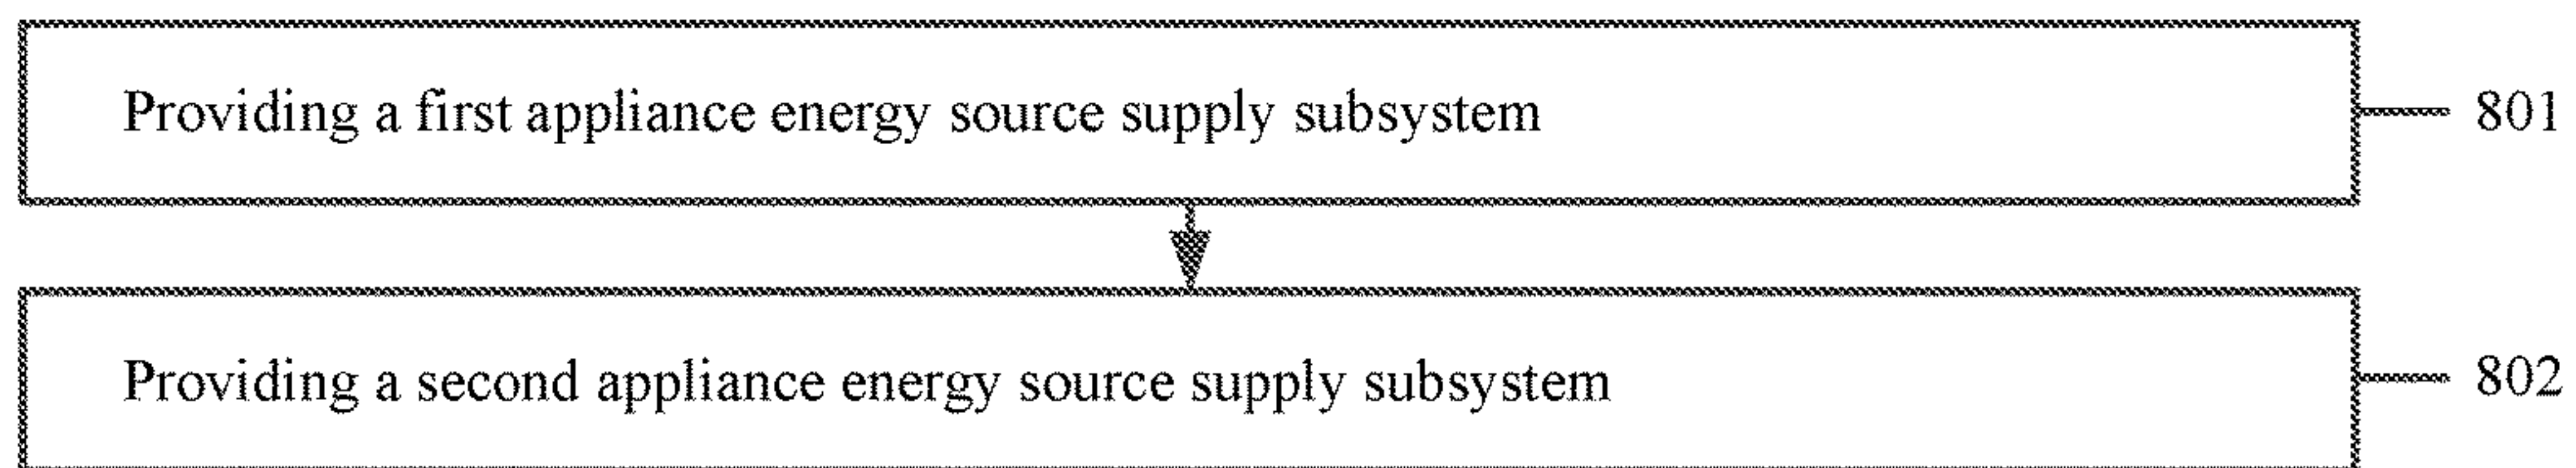 Providing a first appliance energy source supply subsystem 801
Providing a second appliance energy source supply subsystem 802